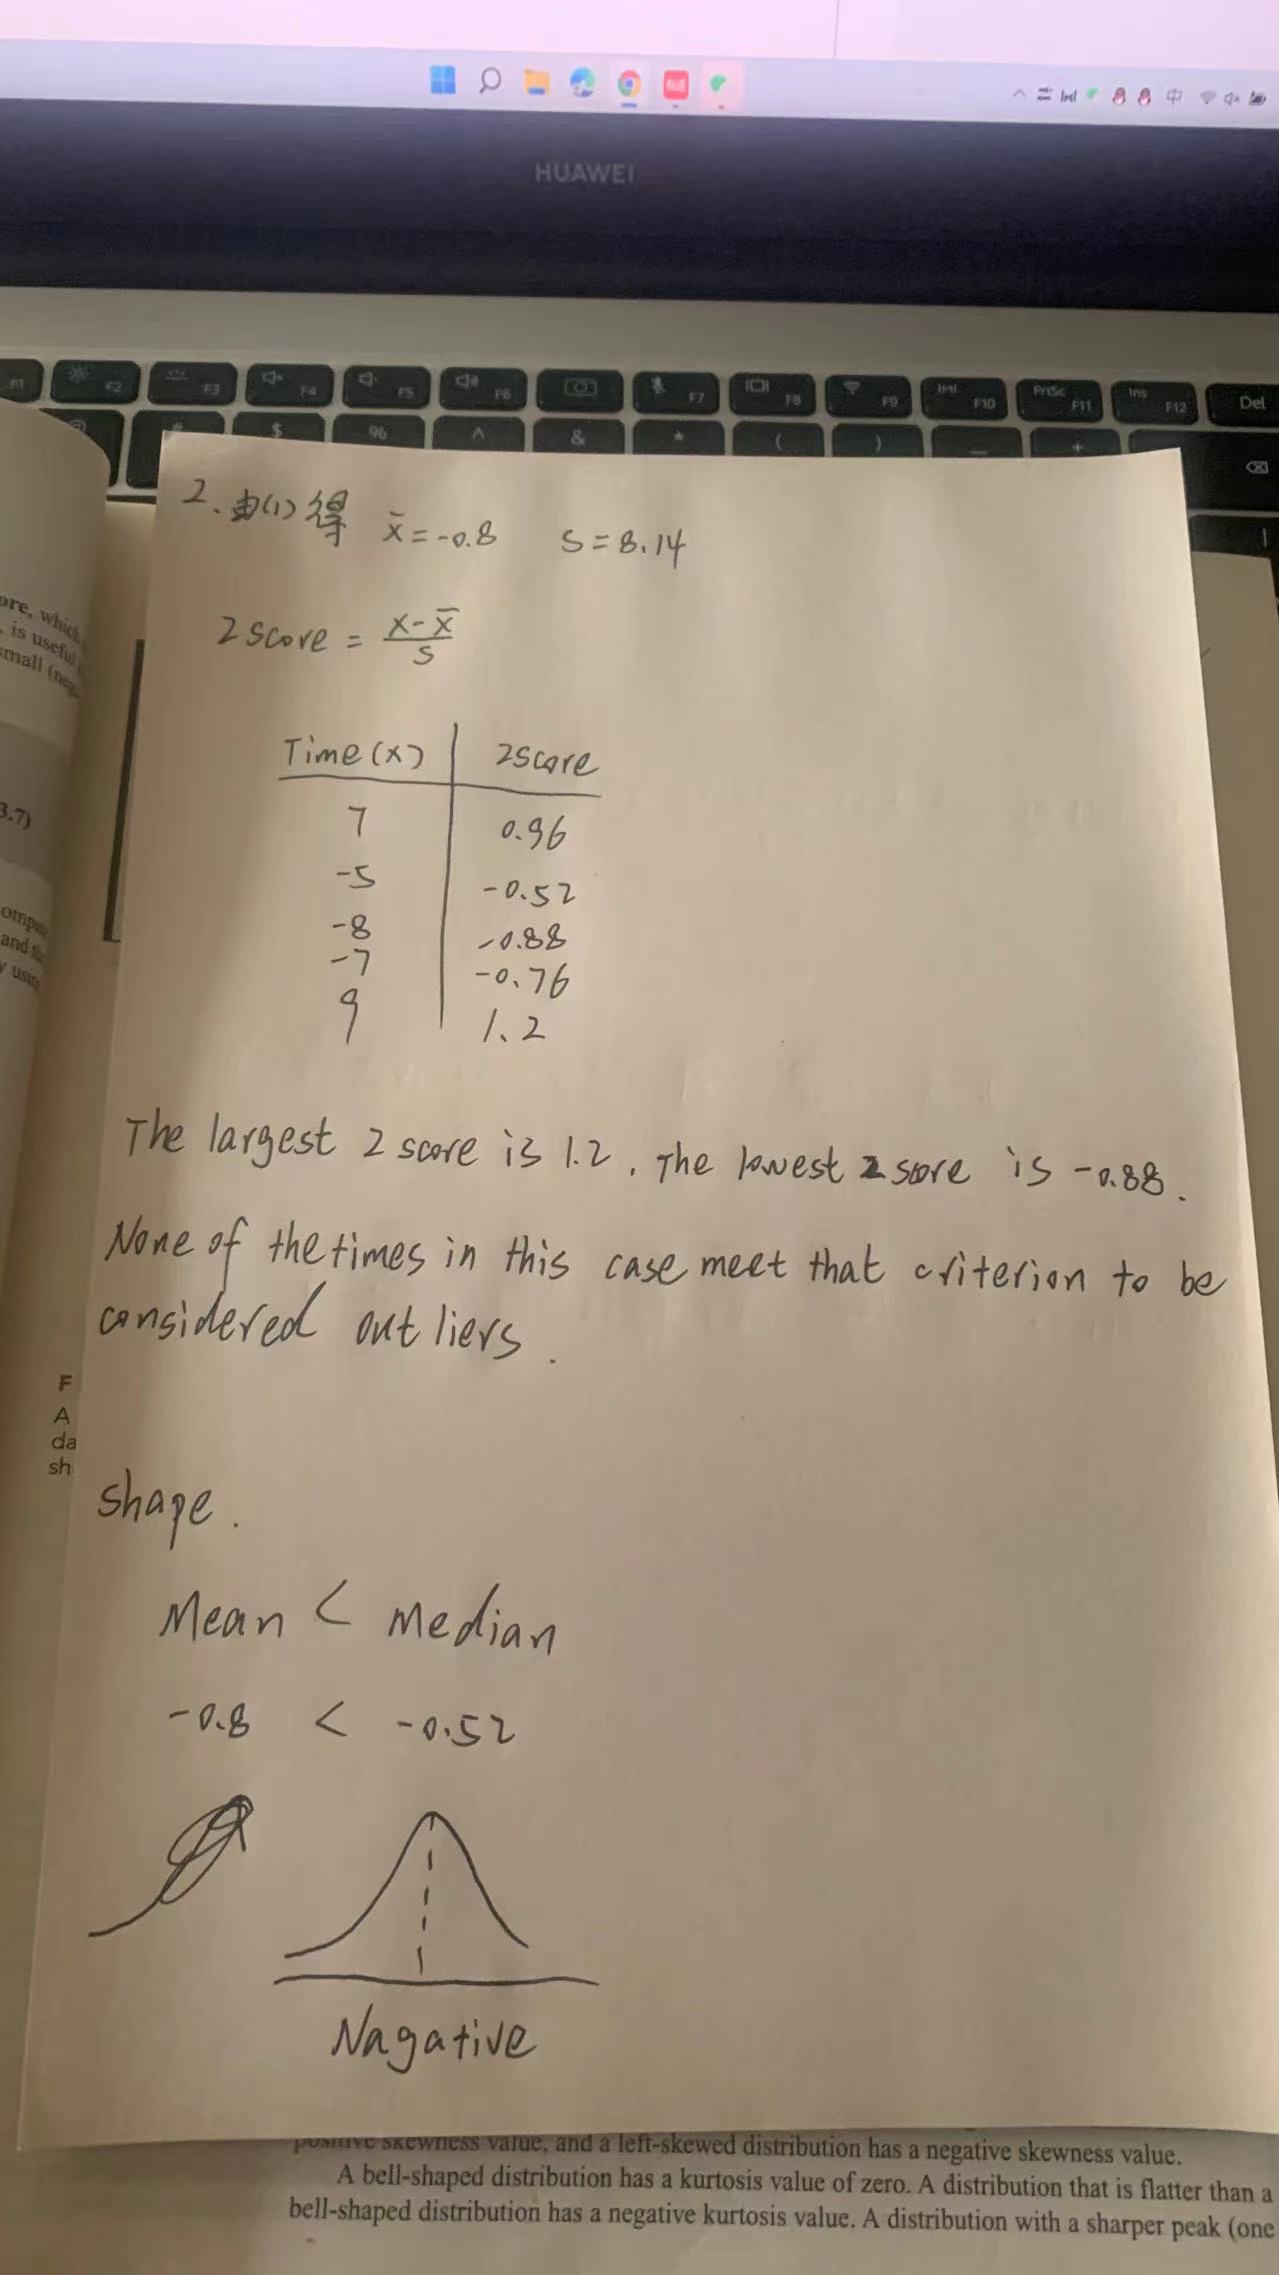 中
HUAWEI
F1 F2 F3 F4 F5 F6 F7 F8 F9 F10 PrtSc F11 Ins F12 Del
# $ % ^ & * ( ) _ +
2. 由(1)得 x̄=-0.8 S=8.14
Zscore = (x-x̄)/S
Time(x) Zscore
7 0.96
-5 -0.52
-8 -0.88
-7 -0.76
9 1.2
The largest Z score is 1.2. The lowest Z score is -0.88.
None of the times in this case meet that criterion to be
considered outliers.
shape.
Mean < Median
-0.8 < -0.52
Nagative
ore, which
is useful
small (neg
3.7)
compu
and th
y using
F
A
da
sh
positive skewness value, and a left-skewed distribution has a negative skewness value.
A bell-shaped distribution has a kurtosis value of zero. A distribution that is flatter than a
bell-shaped distribution has a negative kurtosis value. A distribution with a sharper peak (one